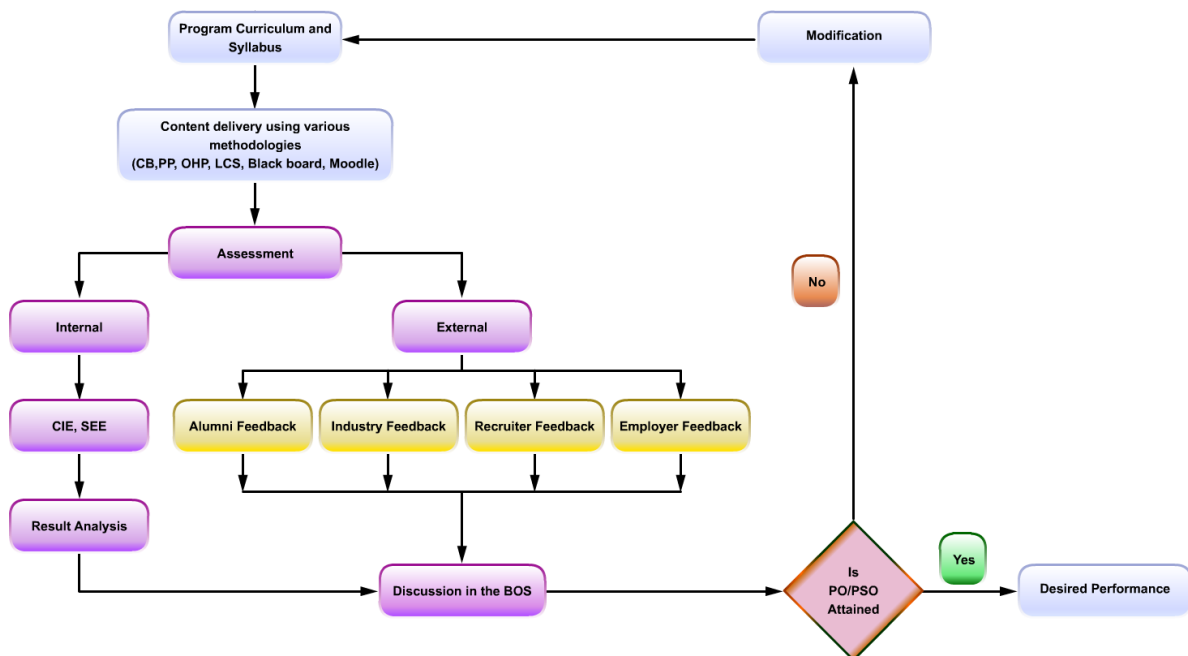 Program Curriculum and
Syllabus
Modification
Content delivery using various
methodologies
(CB,PP, OHP, LCS, Black board, Moodle)
Assessment
No
Internal
External
CIE, SEE
Alumni Feedback
Industry Feedback
Recruiter Feedback
Employer Feedback
Result Analysis
Discussion in the BOS
Is
PO/PSO
Attained
Yes
Desired Performance